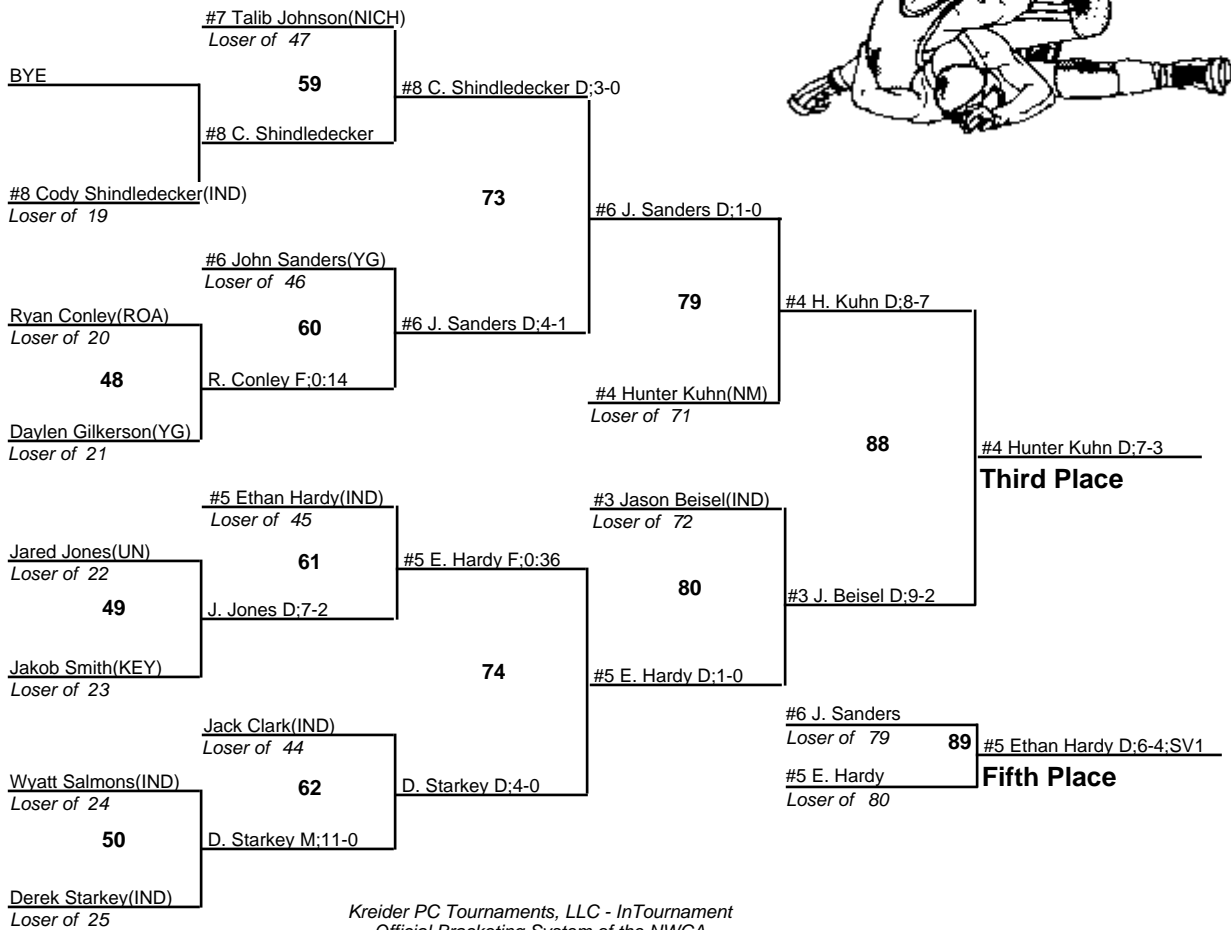 #7 Talib Johnson(NICH)
Loser of 47
BYE
59
#8 C. Shindledecker D;3-0
#8 C. Shindledecker
#8 Cody Shindledecker(IND)
Loser of 19
73
#6 J. Sanders D;1-0
#6 John Sanders(YG)
Loser of 46
Ryan Conley(ROA)
Loser of 20
60
#6 J. Sanders D;4-1
79
#4 H. Kuhn D;8-7
48
R. Conley F;0:14
#4 Hunter Kuhn(NM)
Loser of 71
Daylen Gilkerson(YG)
Loser of 21
88
#4 Hunter Kuhn D;7-3
Third Place
#5 Ethan Hardy(IND)
Loser of 45
#3 Jason Beisel(IND)
Loser of 72
Jared Jones(UN)
Loser of 22
61
#5 E. Hardy F;0:36
80
#3 J. Beisel D;9-2
49
J. Jones D;7-2
Jakob Smith(KEY)
Loser of 23
74
#5 E. Hardy D;1-0
Jack Clark(IND)
Loser of 44
#6 J. Sanders
Loser of 79
89
#5 Ethan Hardy D;6-4;SV1
Fifth Place
#5 E. Hardy
Loser of 80
Wyatt Salmons(IND)
Loser of 24
62
D. Starkey D;4-0
50
D. Starkey M;11-0
Derek Starkey(IND)
Loser of 25
Kreider PC Tournaments, LLC - InTournament
Official Bracketing System of the NWCA